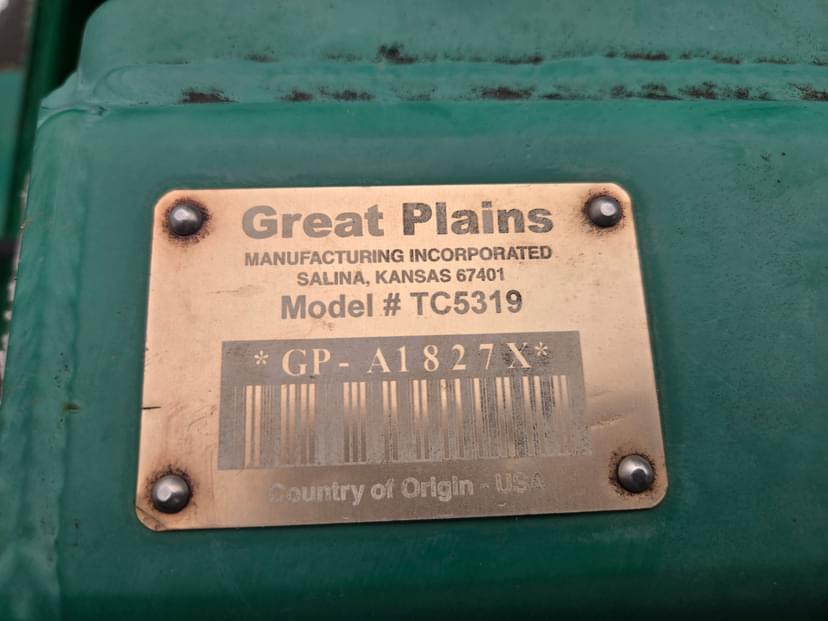 Great Plains
MANUFACTURING INCORPORATED
SALINA, KANSAS 67401
Model # TC5319
*GP- A1827X*
Country of Origin - USA